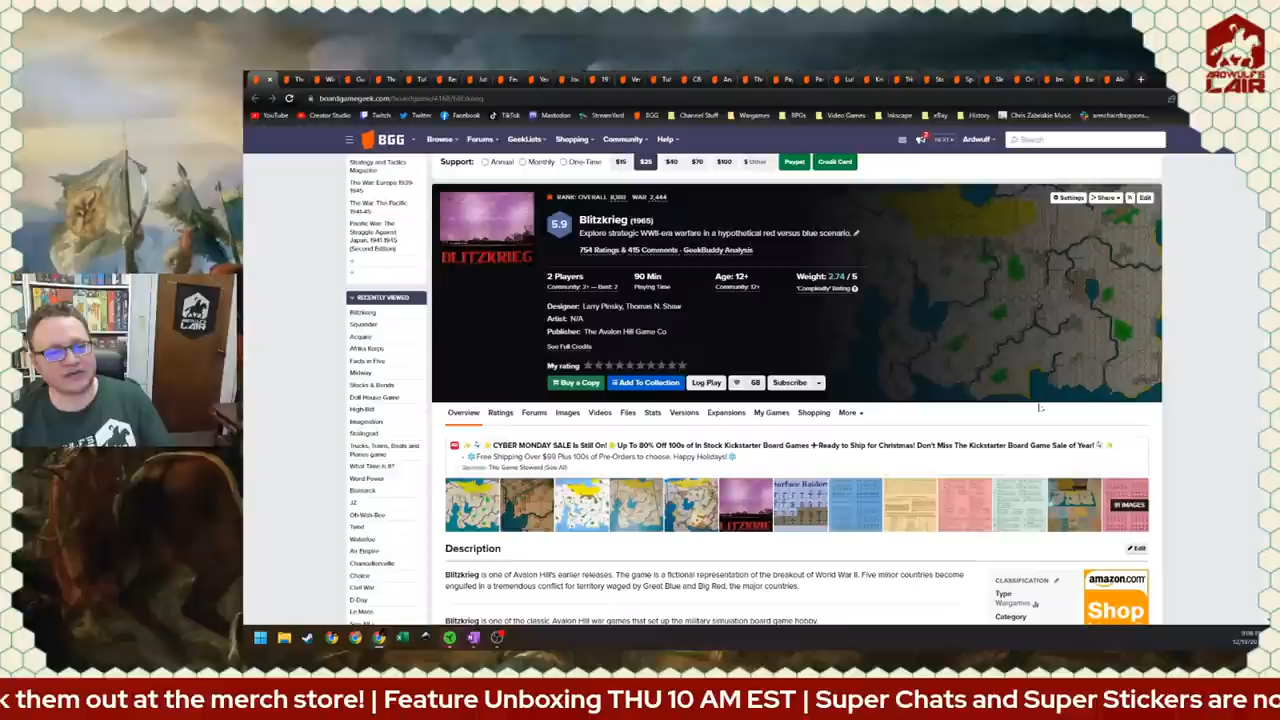 ARDWULF'S
LAIR
boardgamegeek.com/boardgame/4168/blitzkrieg
YouTube Creator Studio Twitch Twitter Facebook TikTok Mastodon StreamYard BGG Channel Stuff Wargames RPGs Video Games Inkscape eBay History Chris Zabriskie Music armchairdragoons...
BGG Browse Forums GeekLists Shopping Community Help Ardwulf Search
Support: Annual Monthly One-Time $15 $25 $40 $70 $100 $ Other Paypal Credit Card
Strategy and Tactics
Magazine
The War: Europe 1939-
1945
The War: The Pacific
1941-45
Pacific War: The
Struggle Against
Japan, 1941-1945
(Second Edition)
RECENTLY VIEWED
Blitzkrieg
Squander
Acquire
Afrika Korps
Facts in Five
Midway
Stocks & Bonds
Doll House Game
High-Bid
Imagination
Stalingrad
Trucks, Trains, Boats and
Planes game
What Time Is It?
Word Power
Bismarck
JZ
Oh-Wah-Ree
Twixt
Waterloo
Air Empire
Chancellorsville
Choice
Civil War
D-Day
Le Mans
BLITZKRIEG
RANK: OVERALL 8,180 WAR 2,444
5.9
Blitzkrieg (1965)
Explore strategic WWII-era warfare in a hypothetical red versus blue scenario.
754 Ratings & 415 Comments · GeekBuddy Analysis
Settings Share Edit
2 Players 90 Min Age: 12+ Weight: 2.74 / 5
Community: 2+ — Best: 2 Playing Time Community: 12+ 'Complexity' Rating
Designer: Larry Pinsky, Thomas N. Shaw
Artist: N/A
Publisher: The Avalon Hill Game Co
See Full Credits
My rating
Buy a Copy Add To Collection Log Play 68 Subscribe
Overview Ratings Forums Images Videos Files Stats Versions Expansions My Games Shopping More
AD CYBER MONDAY SALE Is Still On! Up To 80% Off 100s of In Stock Kickstarter Board Games Ready to Ship for Christmas! Don't Miss The Kickstarter Board Game Sale of Year!
- Free Shipping Over $99 Plus 100s of Pre-Orders to choose. Happy Holidays!
Sponsor: The Game Steward (See All)
BLITZKRIEG
Surface Raider
91 IMAGES
Description
Edit
Blitzkrieg is one of Avalon Hill's earlier releases. The game is a fictional representation of the breakout of World War II. Five minor countries become
engulfed in a tremendous conflict for territory waged by Great Blue and Big Red, the major countries.
Blitzkrieg is one of the classic Avalon Hill war games that set up the military simulation board game hobby.
CLASSIFICATION
Type
Wargames
Category
amazon.com
Shop
k them out at the merch store! | Feature Unboxing THU 10 AM EST | Super Chats and Super Stickers are no